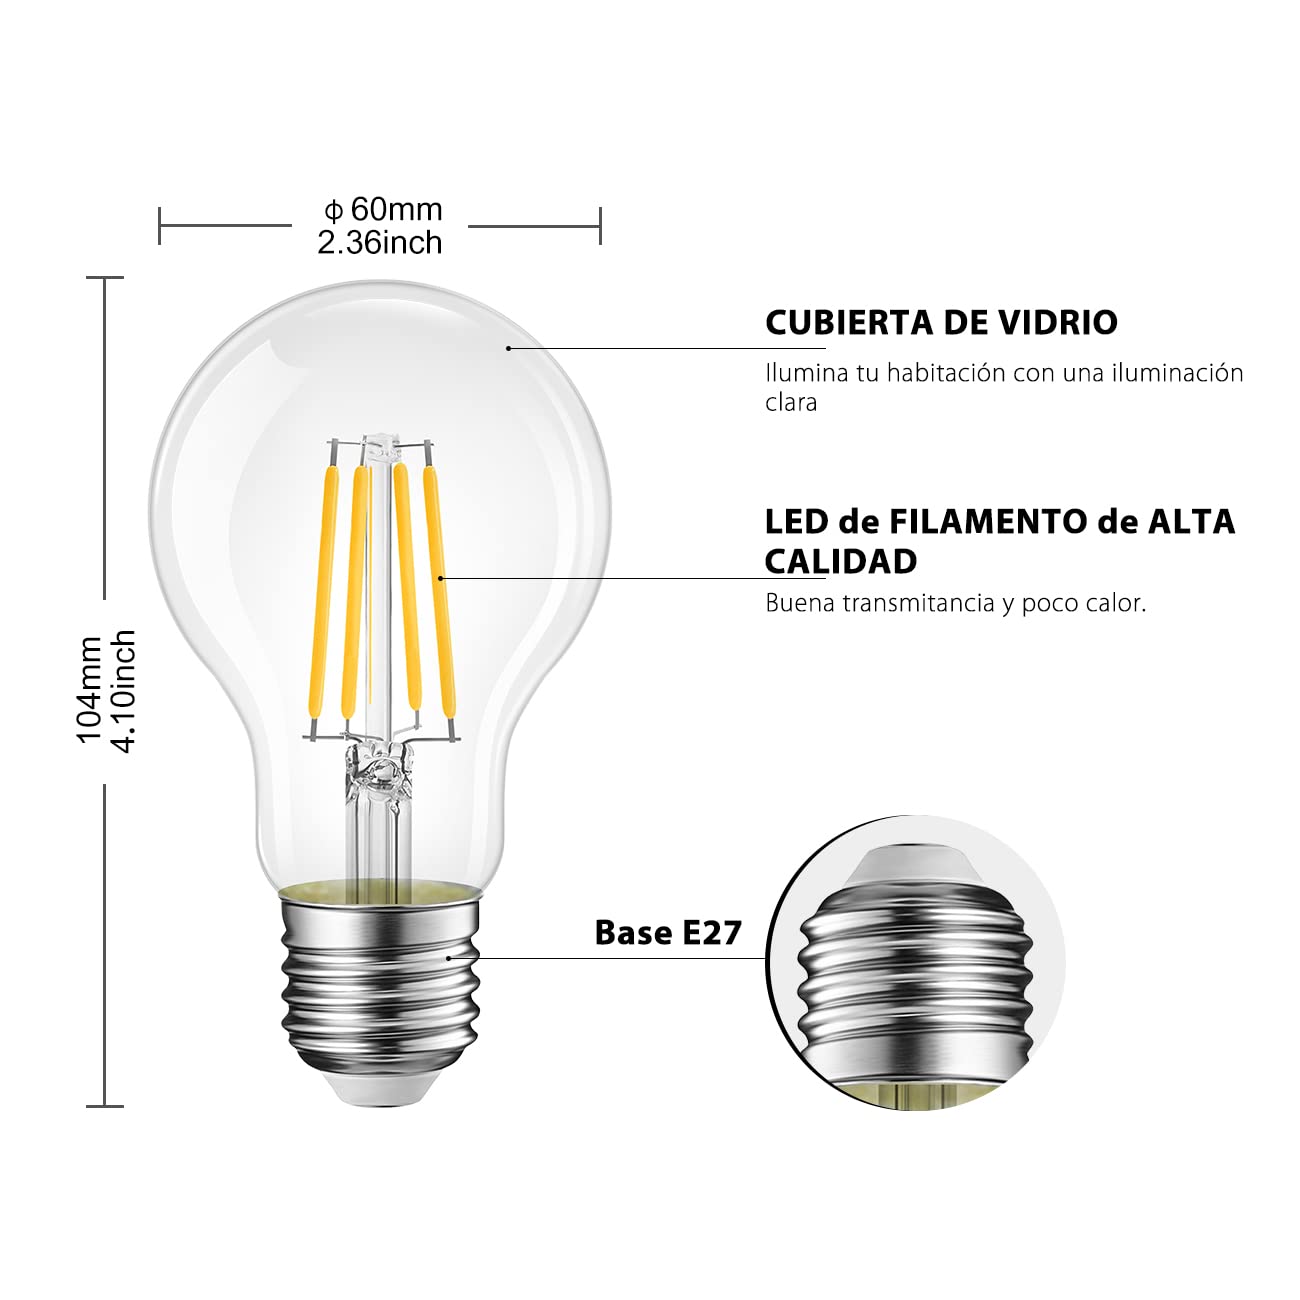 ϕ 60mm
2.36inch
CUBIERTA DE VIDRIO
Ilumina tu habitación con una iluminación
clara
LED de FILAMENTO de ALTA
CALIDAD
Buena transmitancia y poco calor.
104mm
4.10inch
Base E27